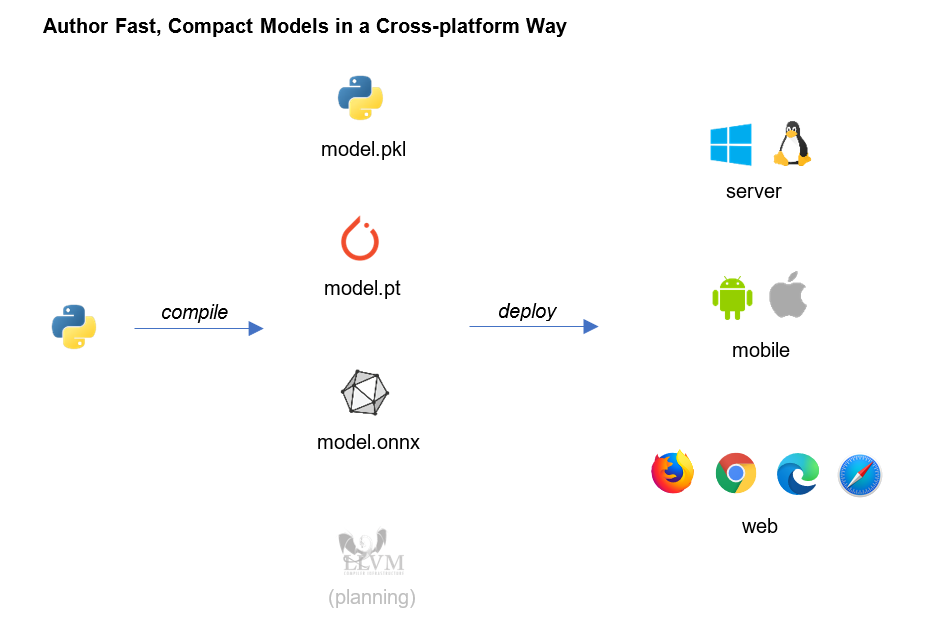 Author Fast, Compact Models in a Cross-platform Way
model.pkl
server
model.pt
compile
deploy
mobile
model.onnx
web
LLVM
(planning)